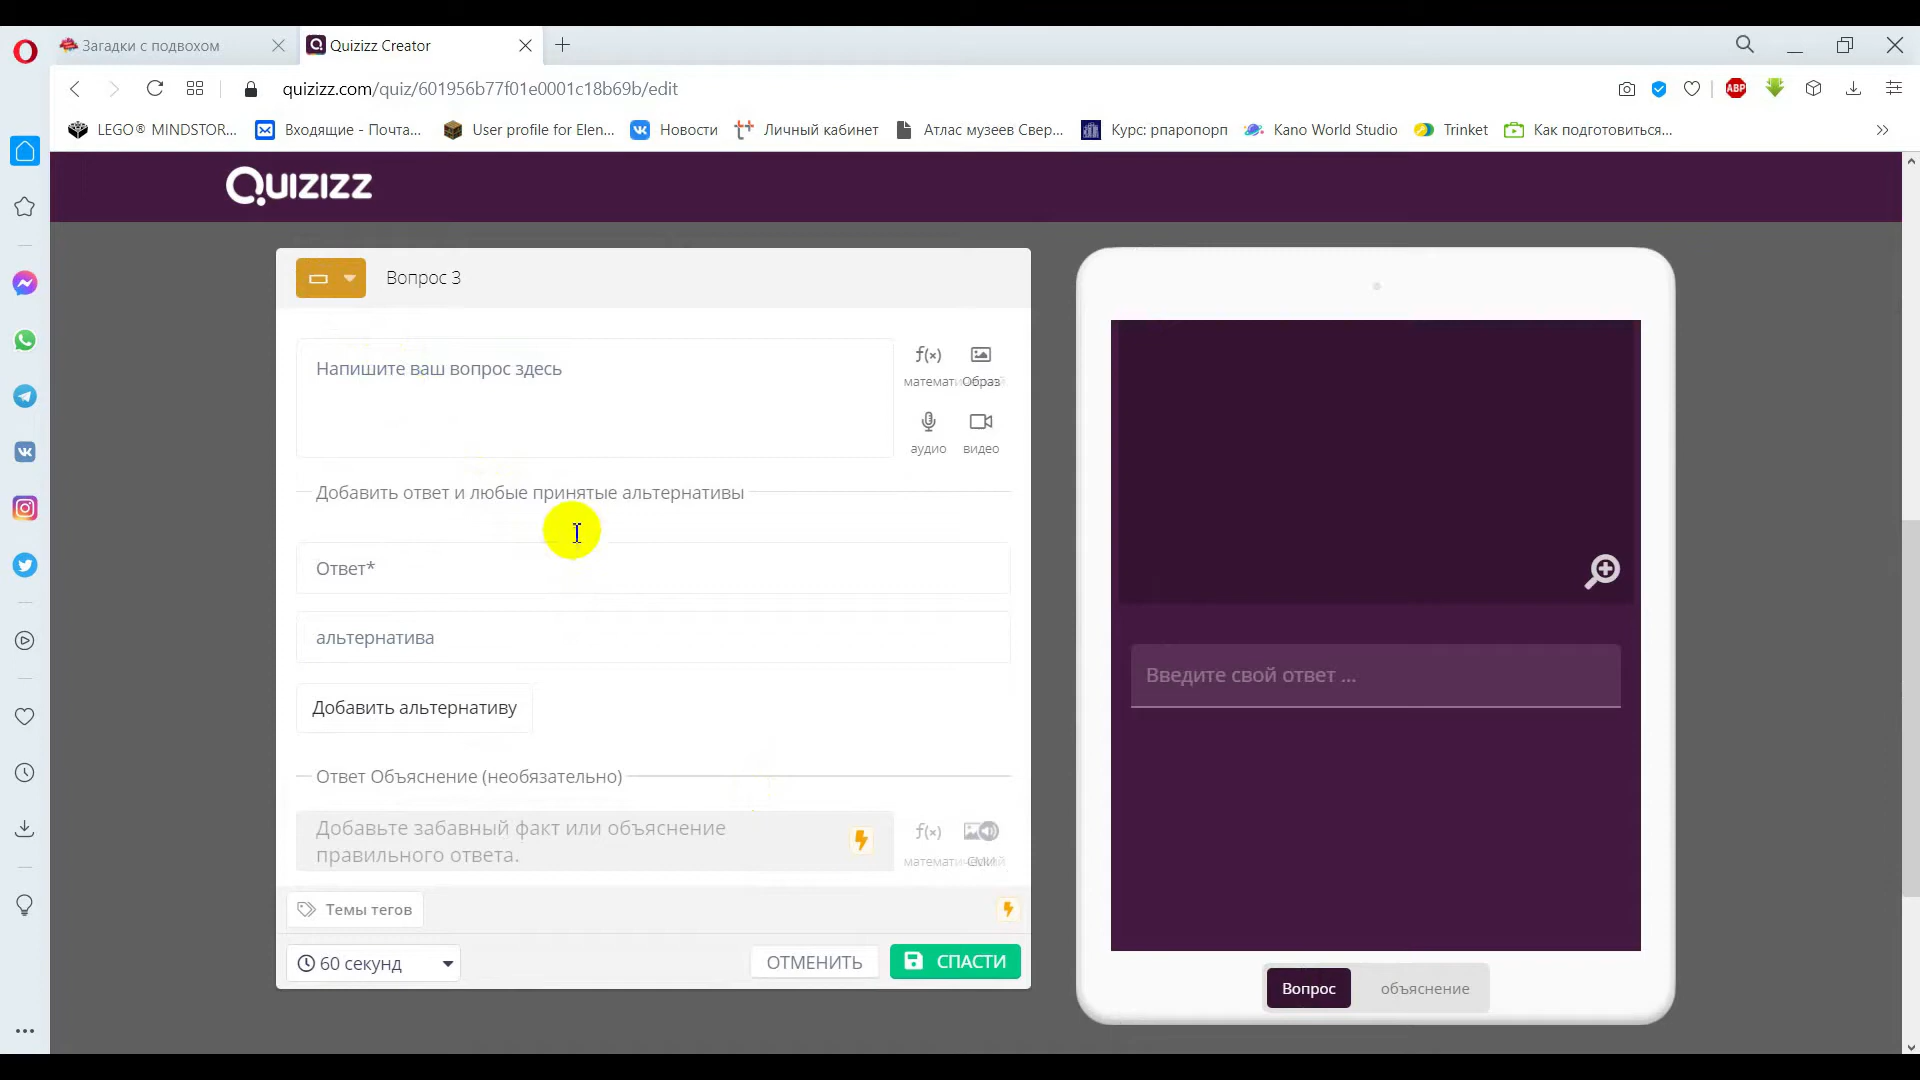 Загадки с подвохом
Quizizz Creator
quizizz.com/quiz/601956b77f01e0001c18b69b/edit
LEGO® MINDSTOR...
Входящие - Почта...
User profile for Elen...
Новости
Личный кабинет
Атлас музеев Свер...
Курс: рпаропорп
Kano World Studio
Trinket
Как подготовиться...
ABP
Quizizz
Вопрос 3
Напишите ваш вопрос здесь
f(x)
Образ
аудио
видео
Добавить ответ и любые принятые альтернативы
Ответ*
альтернатива
Добавить альтернативу
Введите свой ответ ...
Ответ Объяснение (необязательно)
Добавьте забавный факт или объяснение
правильного ответа.
f(x)
Темы тегов
60 секунд
ОТМЕНИТЬ
СПАСТИ
Вопрос
объяснение